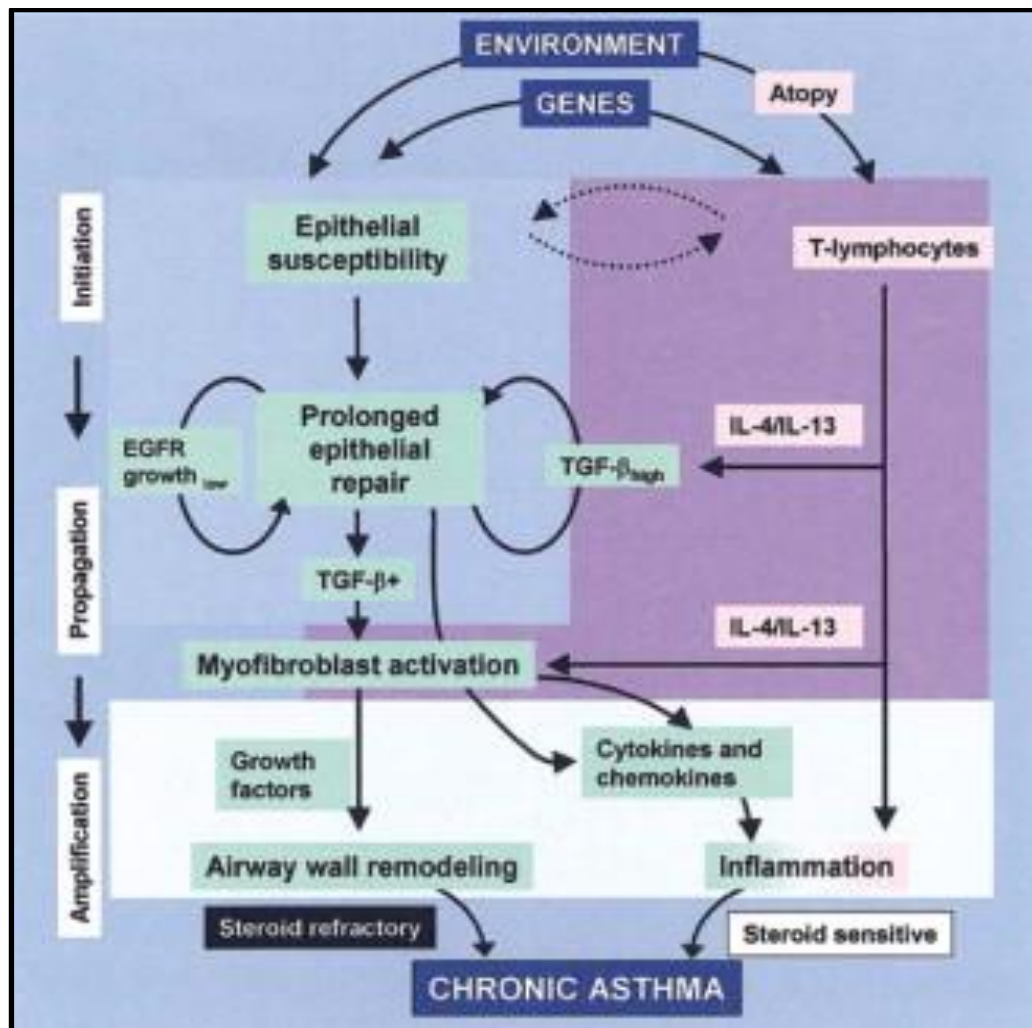 ENVIRONMENT
GENES
Atopy
Initiation
Epithelial
susceptibility
T-lymphocytes
Prolonged
epithelial
repair
EGFR
growth low
TGF-βhigh
IL-4/IL-13
Propagation
TGF-β+
IL-4/IL-13
Myofibroblast activation
Growth
factors
Cytokines and
chemokines
Amplification
Airway wall remodeling
Inflammation
Steroid refractory
Steroid sensitive
CHRONIC ASTHMA